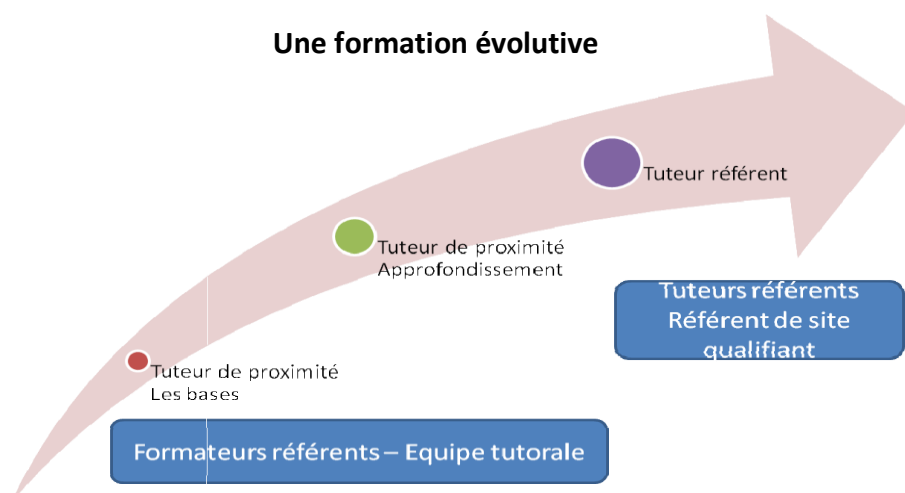 Une formation évolutive
Tuteur référent
Tuteur de proximité
Approfondissement
Tuteurs référents
Référent de site
qualifiant
Tuteur de proximité
Les bases
Formateurs référents – Equipe tutorale